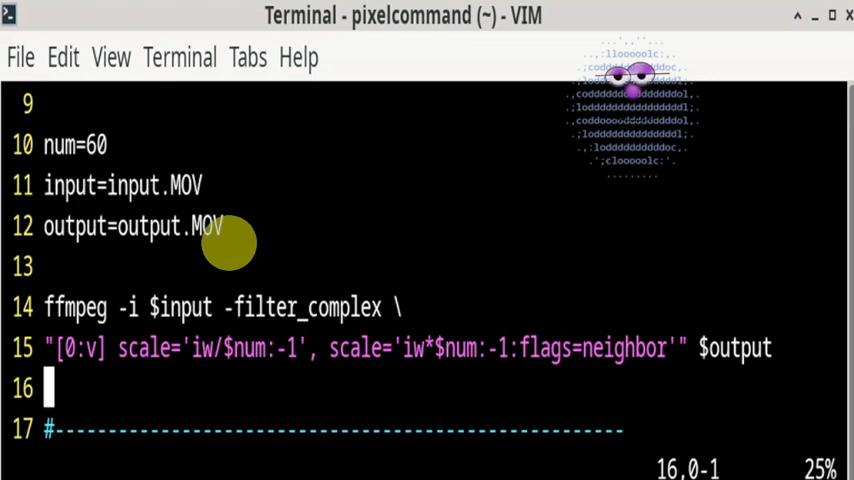 Terminal - pixelcommand (~) - VIM
File Edit View Terminal Tabs Help
9
10 num=60
11 input=input.MOV
12 output=output.MOV
13
14 ffmpeg -i $input -filter_complex \
15 "[0:v] scale='iw/$num:-1', scale='iw*$num:-1:flags=neighbor'" $output
16
17 #--------------------------------------------------------
16,0-1 25%